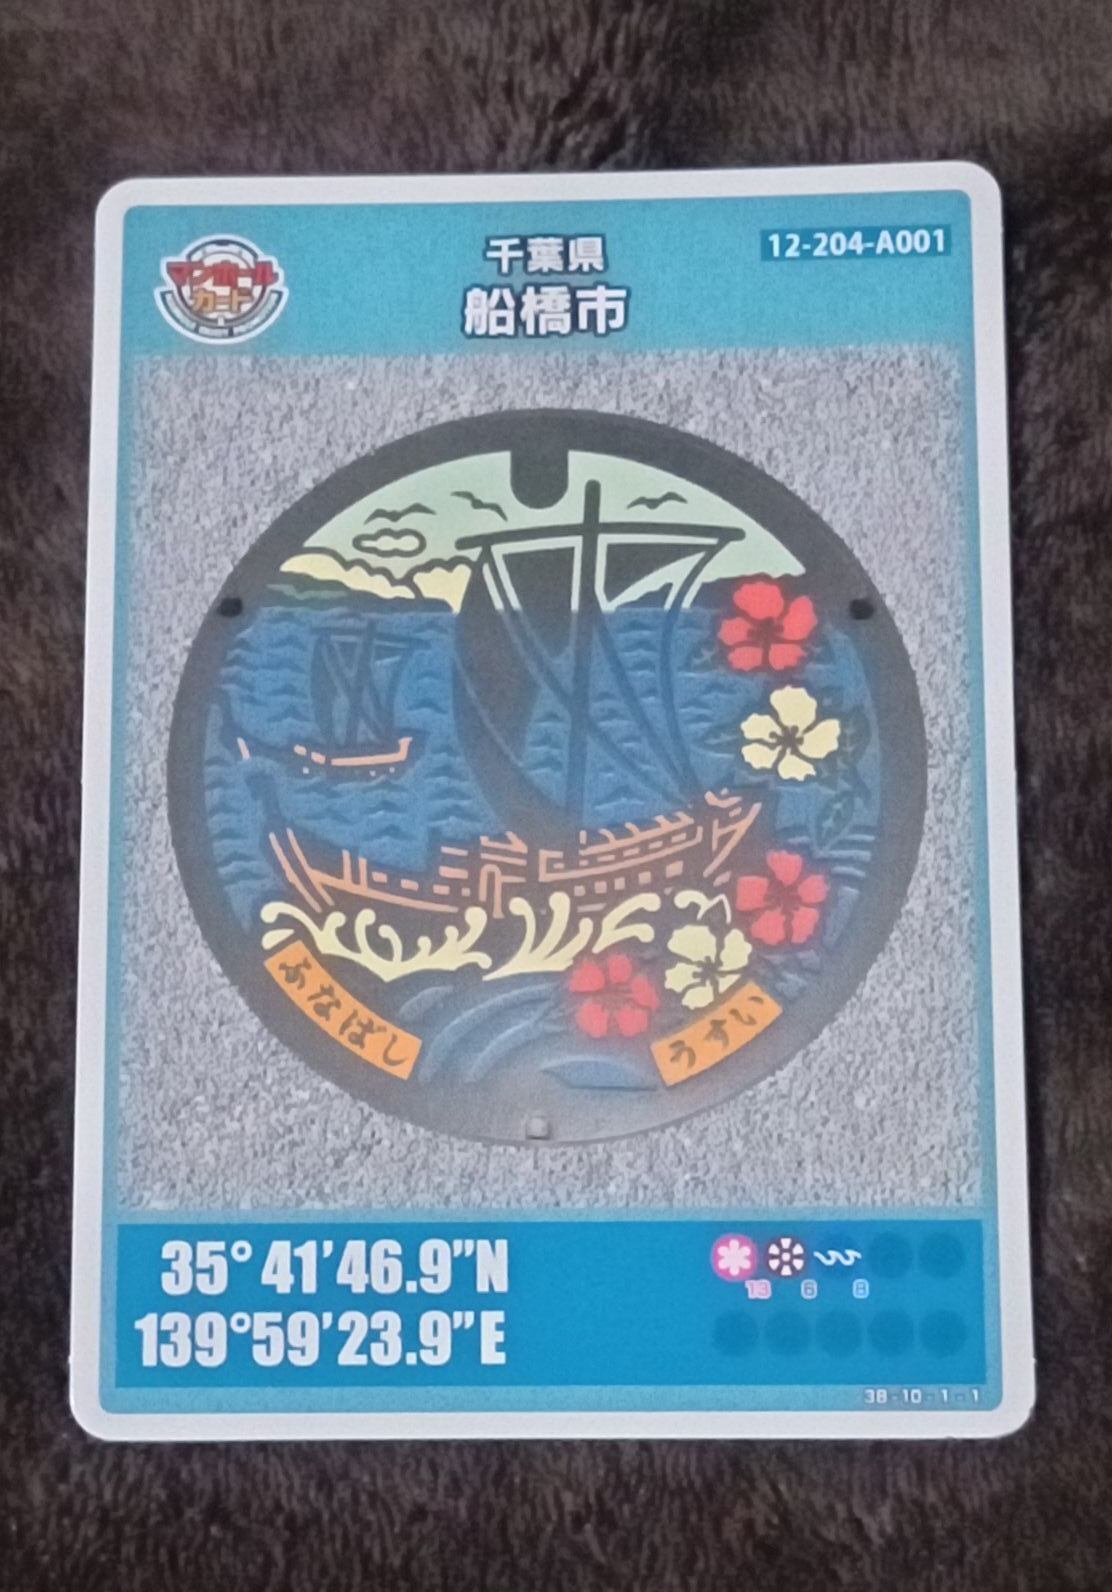 マンホール
カード
千葉県
船橋市
12-204-A001
ふなばし
うすい
35°41'46.9"N
139°59'23.9"E
13 6 8
38-10-1-1